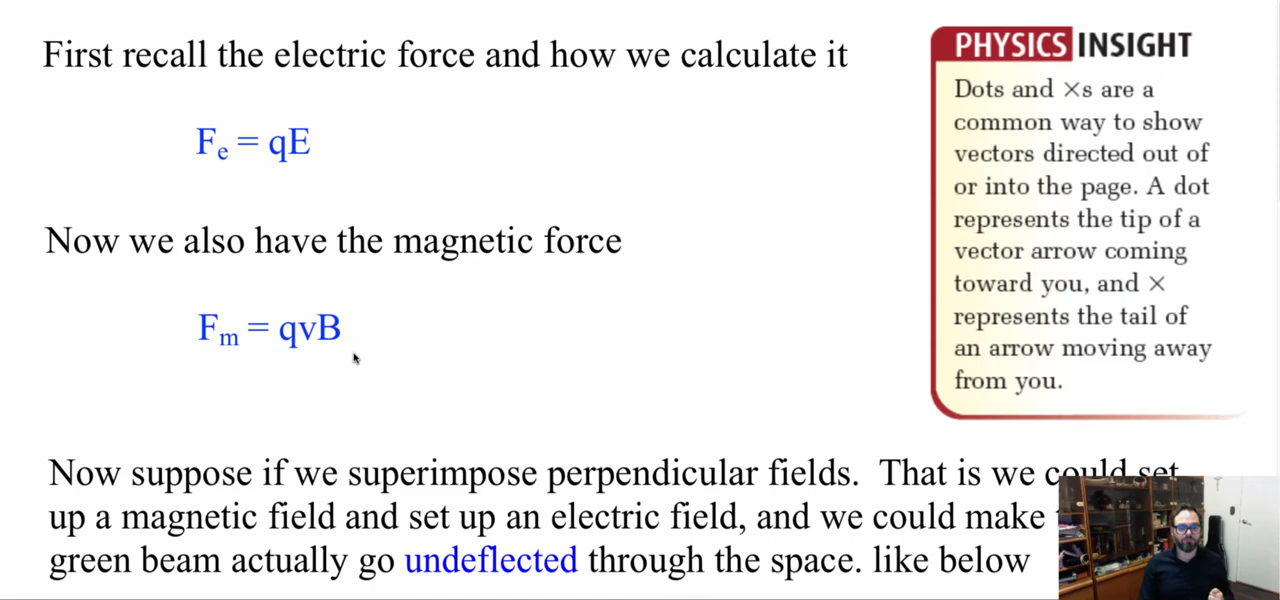 First recall the electric force and how we calculate it
Fₑ = qE
Now we also have the magnetic force
Fₘ = qvB
Now suppose if we superimpose perpendicular fields. That is we could set
up a magnetic field and set up an electric field, and we could make
green beam actually go undeflected through the space. like below
PHYSICS INSIGHT
Dots and ×s are a
common way to show
vectors directed out of
or into the page. A dot
represents the tip of a
vector arrow coming
toward you, and ×
represents the tail of
an arrow moving away
from you.